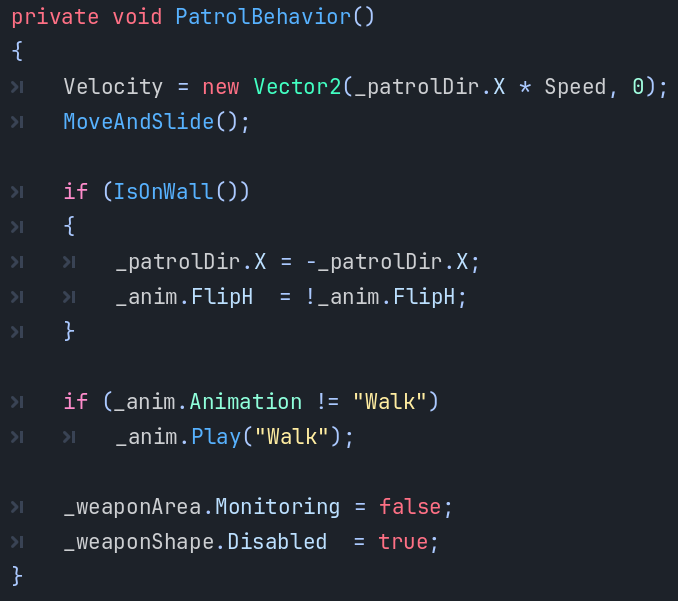 private void PatrolBehavior()
{
    Velocity = new Vector2(_patrolDir.X * Speed, 0);
    MoveAndSlide();

    if (IsOnWall())
    {
        _patrolDir.X = -_patrolDir.X;
        _anim.FlipH  = !_anim.FlipH;
    }

    if (_anim.Animation != "Walk")
        _anim.Play("Walk");

    _weaponArea.Monitoring = false;
    _weaponShape.Disabled  = true;
}